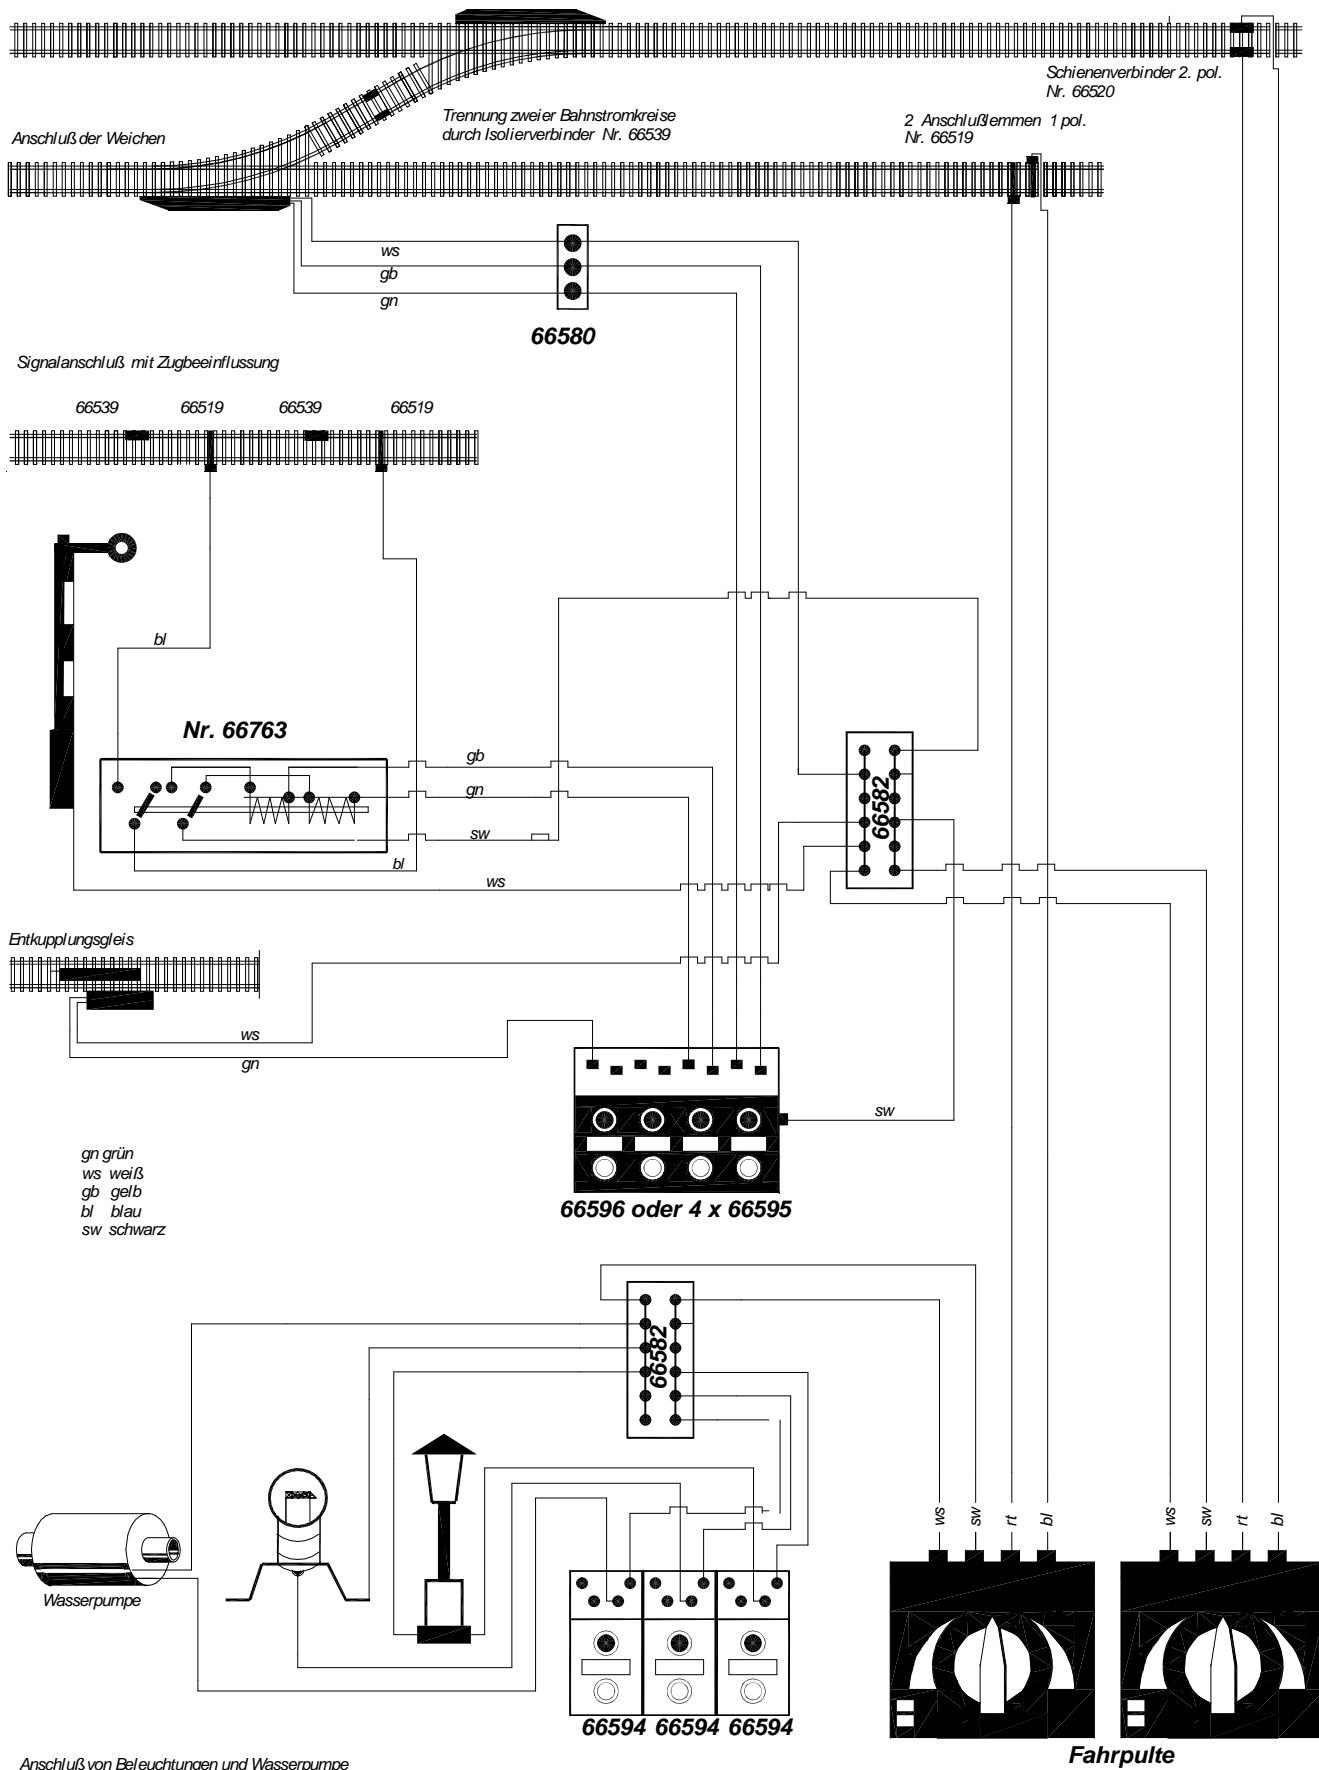 Schienenverbinder 2. pol.
Nr. 66520
Trennung zweier Bahnstromkreise
durch Isolierverbinder Nr. 66539
2 Anschlußlemmen 1 pol.
Nr. 66519
Anschluß der Weichen
ws
gb
gn
66580
Signalanschluß mit Zugbeeinflussung
66539 66519 66539 66519
bl
Nr. 66763
gb
gn
sw
bl
ws
66582
Entkupplungsgleis
ws
gn
sw
gn grün
ws weiß
gb gelb
bl blau
sw schwarz
66596 oder 4 x 66595
66582
ws sw rt bl
ws sw rt bl
Wasserpumpe
66594 66594 66594
Fahrpulte
Anschluß von Beleuchtungen und Wasserpumpe